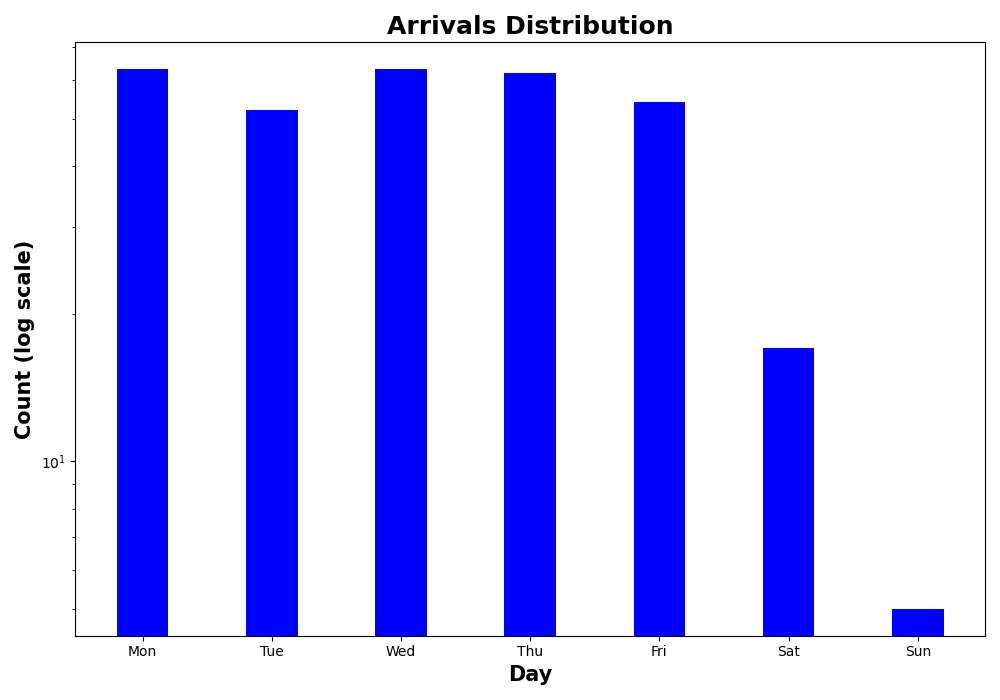 Arrivals Distribution
Count (log scale)
10¹
Mon Tue Wed Thu Fri Sat Sun
Day